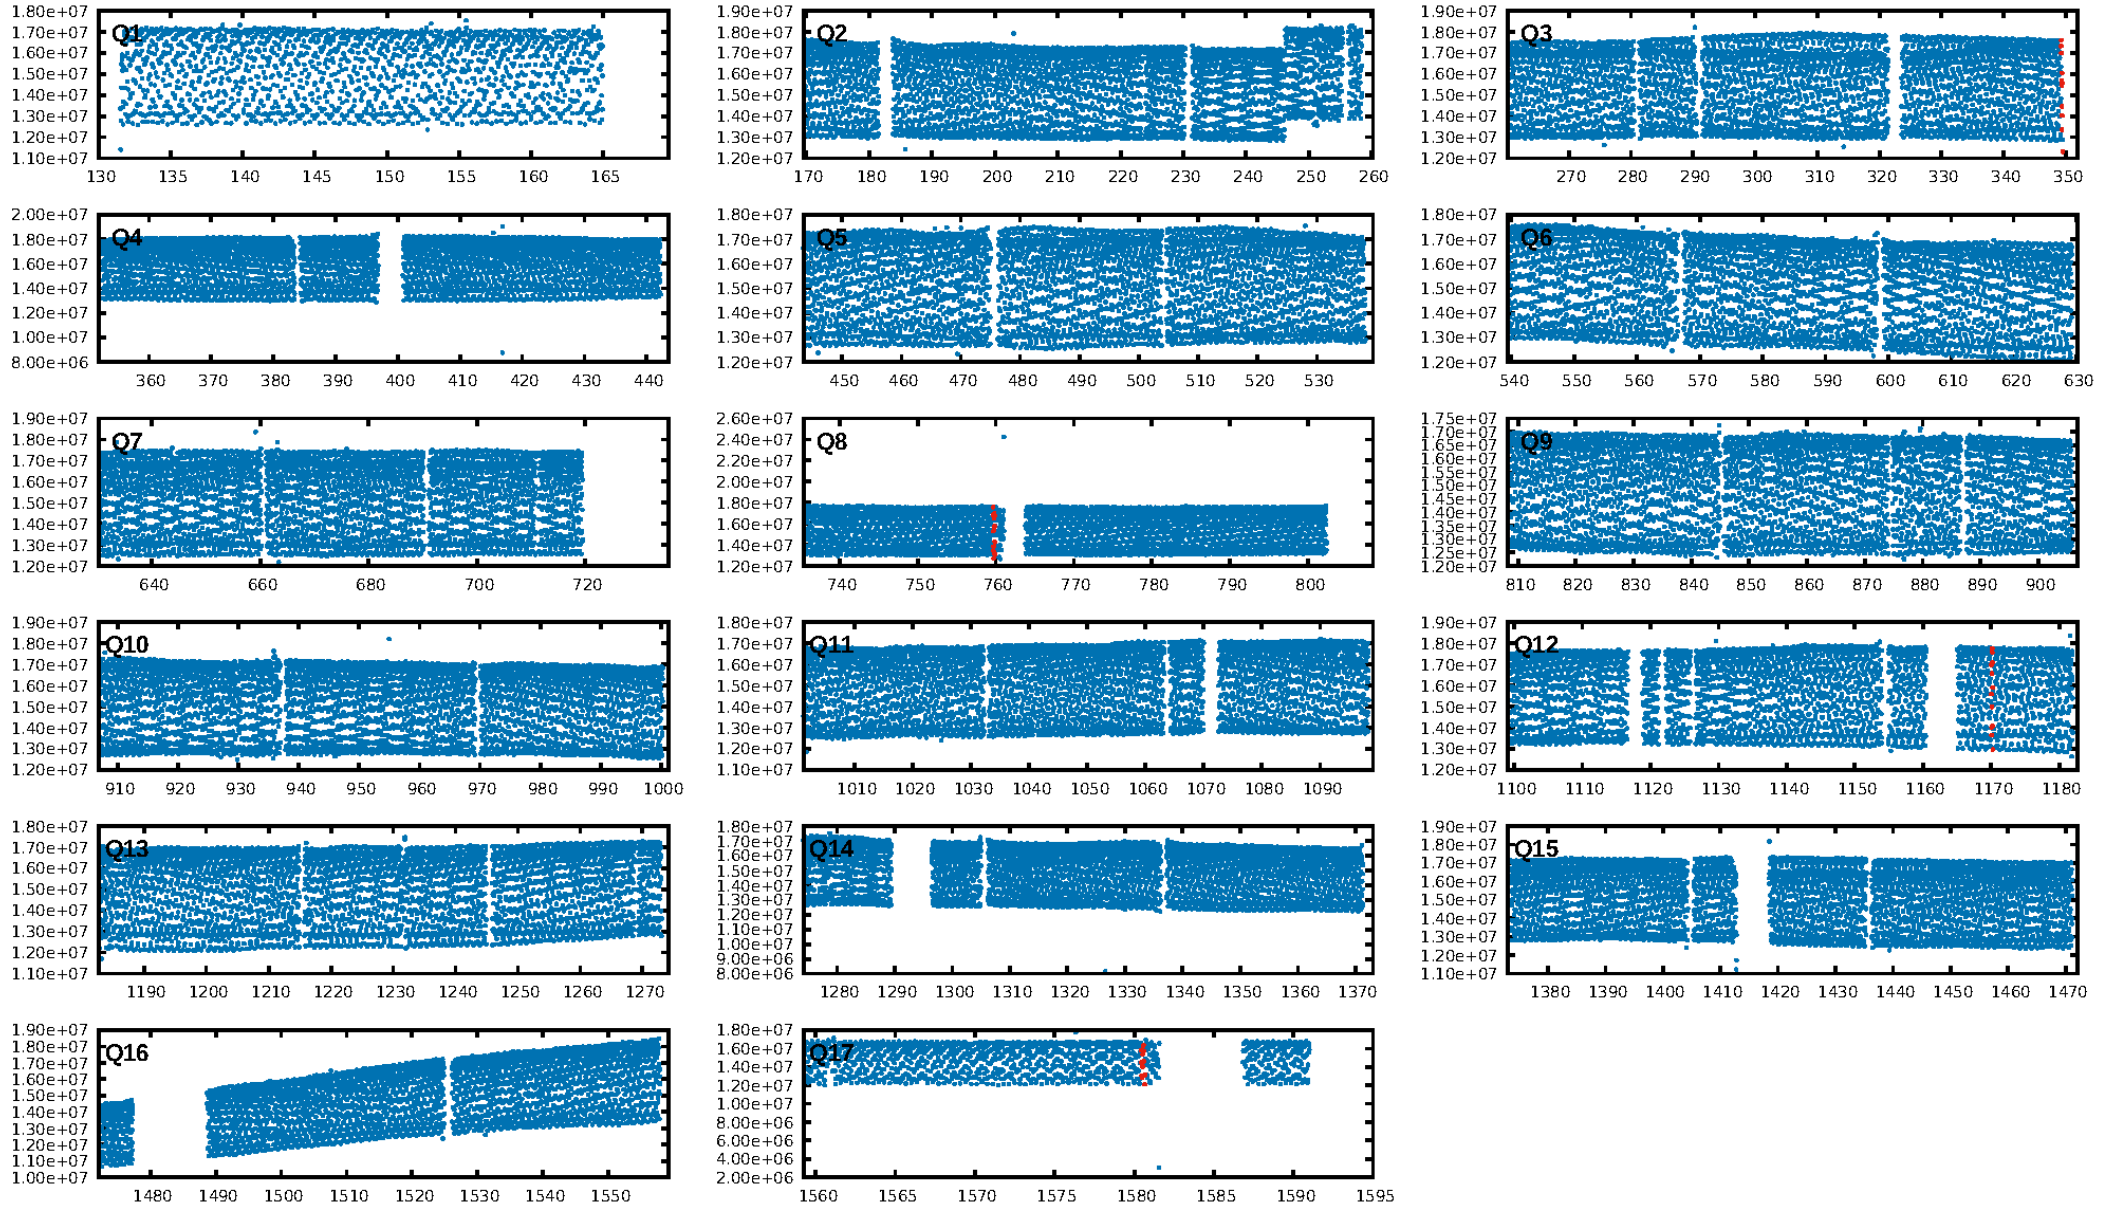 Q1
1.80e+07
1.70e+07
1.60e+07
1.50e+07
1.40e+07
1.30e+07
1.20e+07
1.10e+07
130 135 140 145 150 155 160 165
Q2
1.90e+07
1.80e+07
1.70e+07
1.60e+07
1.50e+07
1.40e+07
1.30e+07
1.20e+07
170 180 190 200 210 220 230 240 250 260
Q3
1.90e+07
1.80e+07
1.70e+07
1.60e+07
1.50e+07
1.40e+07
1.30e+07
1.20e+07
270 280 290 300 310 320 330 340 350
Q4
2.00e+07
1.80e+07
1.60e+07
1.40e+07
1.20e+07
1.00e+07
8.00e+06
360 370 380 390 400 410 420 430 440
Q5
1.80e+07
1.70e+07
1.60e+07
1.50e+07
1.40e+07
1.30e+07
1.20e+07
450 460 470 480 490 500 510 520 530
Q6
1.80e+07
1.70e+07
1.60e+07
1.50e+07
1.40e+07
1.30e+07
1.20e+07
540 550 560 570 580 590 600 610 620 630
Q7
1.90e+07
1.80e+07
1.70e+07
1.60e+07
1.50e+07
1.40e+07
1.30e+07
1.20e+07
640 660 680 700 720
Q8
2.60e+07
2.40e+07
2.20e+07
2.00e+07
1.80e+07
1.60e+07
1.40e+07
1.20e+07
740 750 760 770 780 790 800
Q9
1.75e+07
1.70e+07
1.65e+07
1.60e+07
1.55e+07
1.50e+07
1.45e+07
1.40e+07
1.35e+07
1.30e+07
1.25e+07
1.20e+07
810 820 830 840 850 860 870 880 890 900
Q10
1.90e+07
1.80e+07
1.70e+07
1.60e+07
1.50e+07
1.40e+07
1.30e+07
1.20e+07
910 920 930 940 950 960 970 980 990 1000
Q11
1.80e+07
1.70e+07
1.60e+07
1.50e+07
1.40e+07
1.30e+07
1.20e+07
1.10e+07
1010 1020 1030 1040 1050 1060 1070 1080 1090
Q12
1.90e+07
1.80e+07
1.70e+07
1.60e+07
1.50e+07
1.40e+07
1.30e+07
1.20e+07
1100 1110 1120 1130 1140 1150 1160 1170 1180
Q13
1.80e+07
1.70e+07
1.60e+07
1.50e+07
1.40e+07
1.30e+07
1.20e+07
1.10e+07
1190 1200 1210 1220 1230 1240 1250 1260 1270
Q14
1.80e+07
1.70e+07
1.60e+07
1.50e+07
1.40e+07
1.30e+07
1.20e+07
1.10e+07
1.00e+07
9.00e+06
8.00e+06
1280 1290 1300 1310 1320 1330 1340 1350 1360 1370
Q15
1.90e+07
1.80e+07
1.70e+07
1.60e+07
1.50e+07
1.40e+07
1.30e+07
1.20e+07
1.10e+07
1380 1390 1400 1410 1420 1430 1440 1450 1460 1470
Q16
1.90e+07
1.80e+07
1.70e+07
1.60e+07
1.50e+07
1.40e+07
1.30e+07
1.20e+07
1.10e+07
1.00e+07
1480 1490 1500 1510 1520 1530 1540 1550
Q17
1.80e+07
1.60e+07
1.40e+07
1.20e+07
1.00e+07
8.00e+06
6.00e+06
4.00e+06
2.00e+06
1560 1565 1570 1575 1580 1585 1590 1595